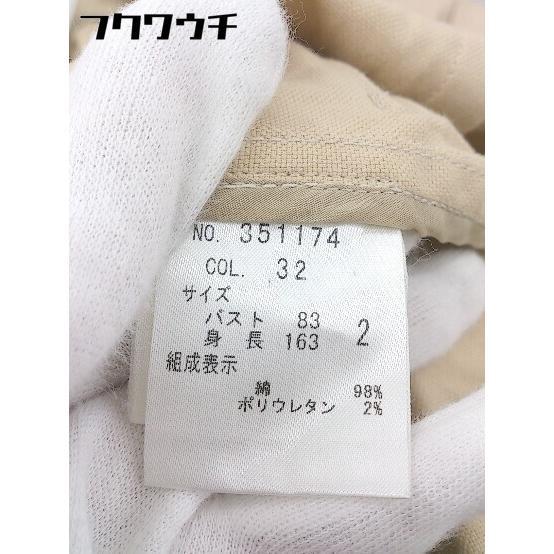 フクワウチ
NO. 351174
COL. 32
サイズ
バスト 83
身長 163 2
組成表示
綿 98%
ポリウレタン 2%